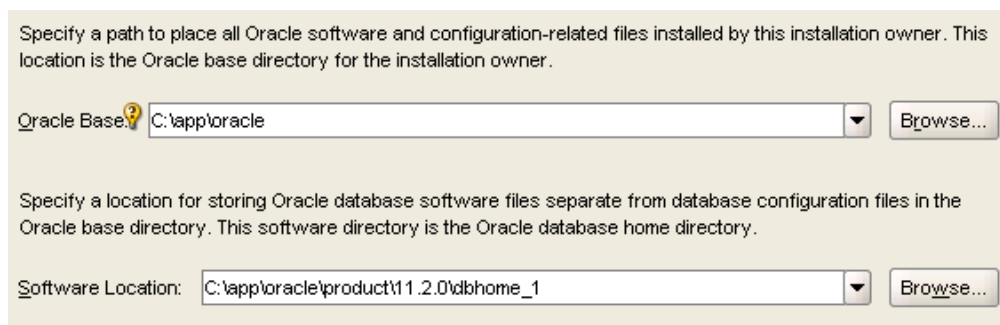 Specify a path to place all Oracle software and configuration-related files installed by this installation owner. This
location is the Oracle base directory for the installation owner.
Oracle Base: C:\app\oracle Browse...
Specify a location for storing Oracle database software files separate from database configuration files in the
Oracle base directory. This software directory is the Oracle database home directory.
Software Location: C:\app\oracle\product\11.2.0\dbhome_1 Browse...